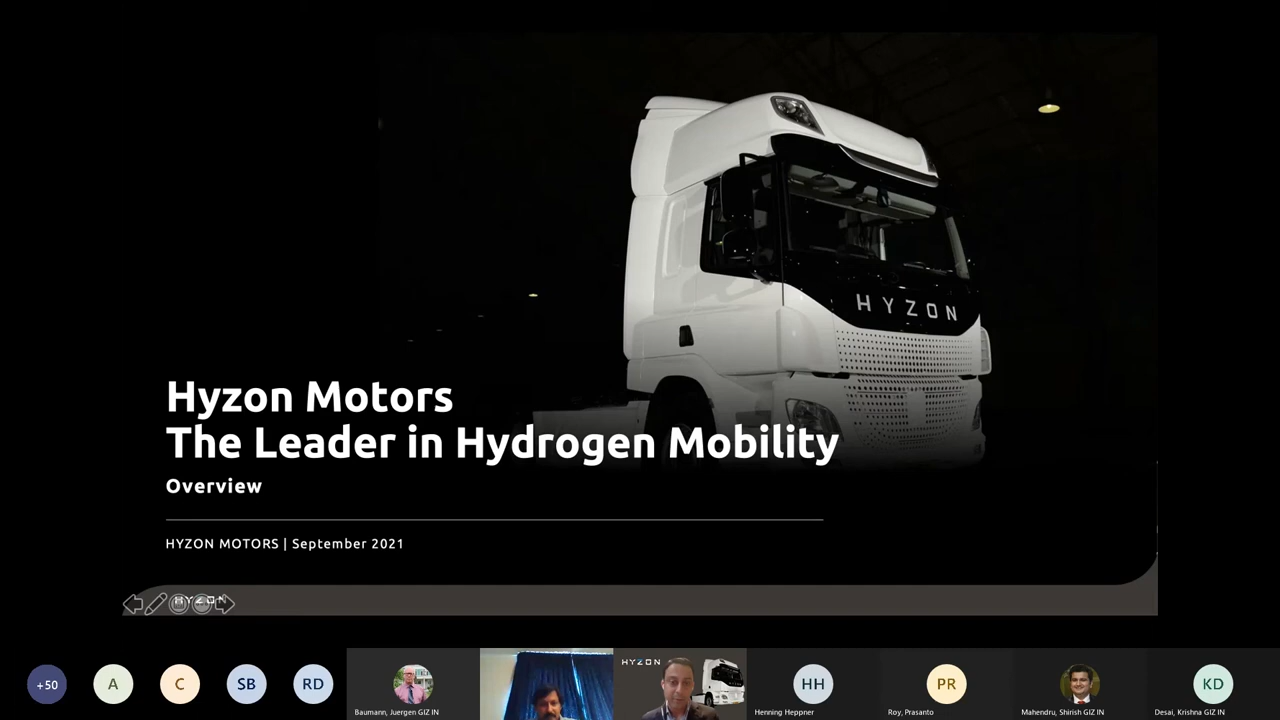 HYZON
Hyzon Motors
The Leader in Hydrogen Mobility
Overview
HYZON MOTORS | September 2021
HYZON
+50
A
C
SB
RD
Baumann, Juergen GIZ IN
HYZON
HH
Henning Heppner
PR
Roy, Prasanto
Mahendru, Shirish GIZ IN
KD
Desai, Krishna GIZ IN